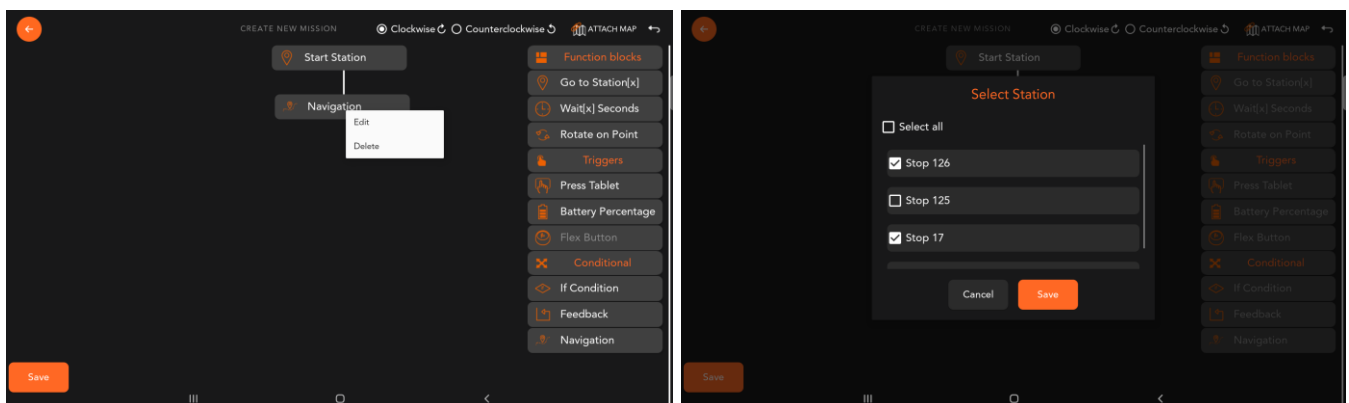 CREATE NEW MISSION Clockwise Counterclockwise ATTACH MAP
Start Station
Navigation
Edit
Delete
Function blocks
Go to Station[x]
Wait[x] Seconds
Rotate on Point
Triggers
Press Tablet
Battery Percentage
Flex Button
Conditional
If Condition
Feedback
Navigation
Save
CREATE NEW MISSION Clockwise Counterclockwise ATTACH MAP
Start Station
Select Station
Select all
Stop 126
Stop 125
Stop 17
Cancel Save
Function blocks
Go to Station[x]
Wait[x] Seconds
Rotate on Point
Triggers
Press Tablet
Battery Percentage
Flex Button
Conditional
If Condition
Feedback
Navigation
Save